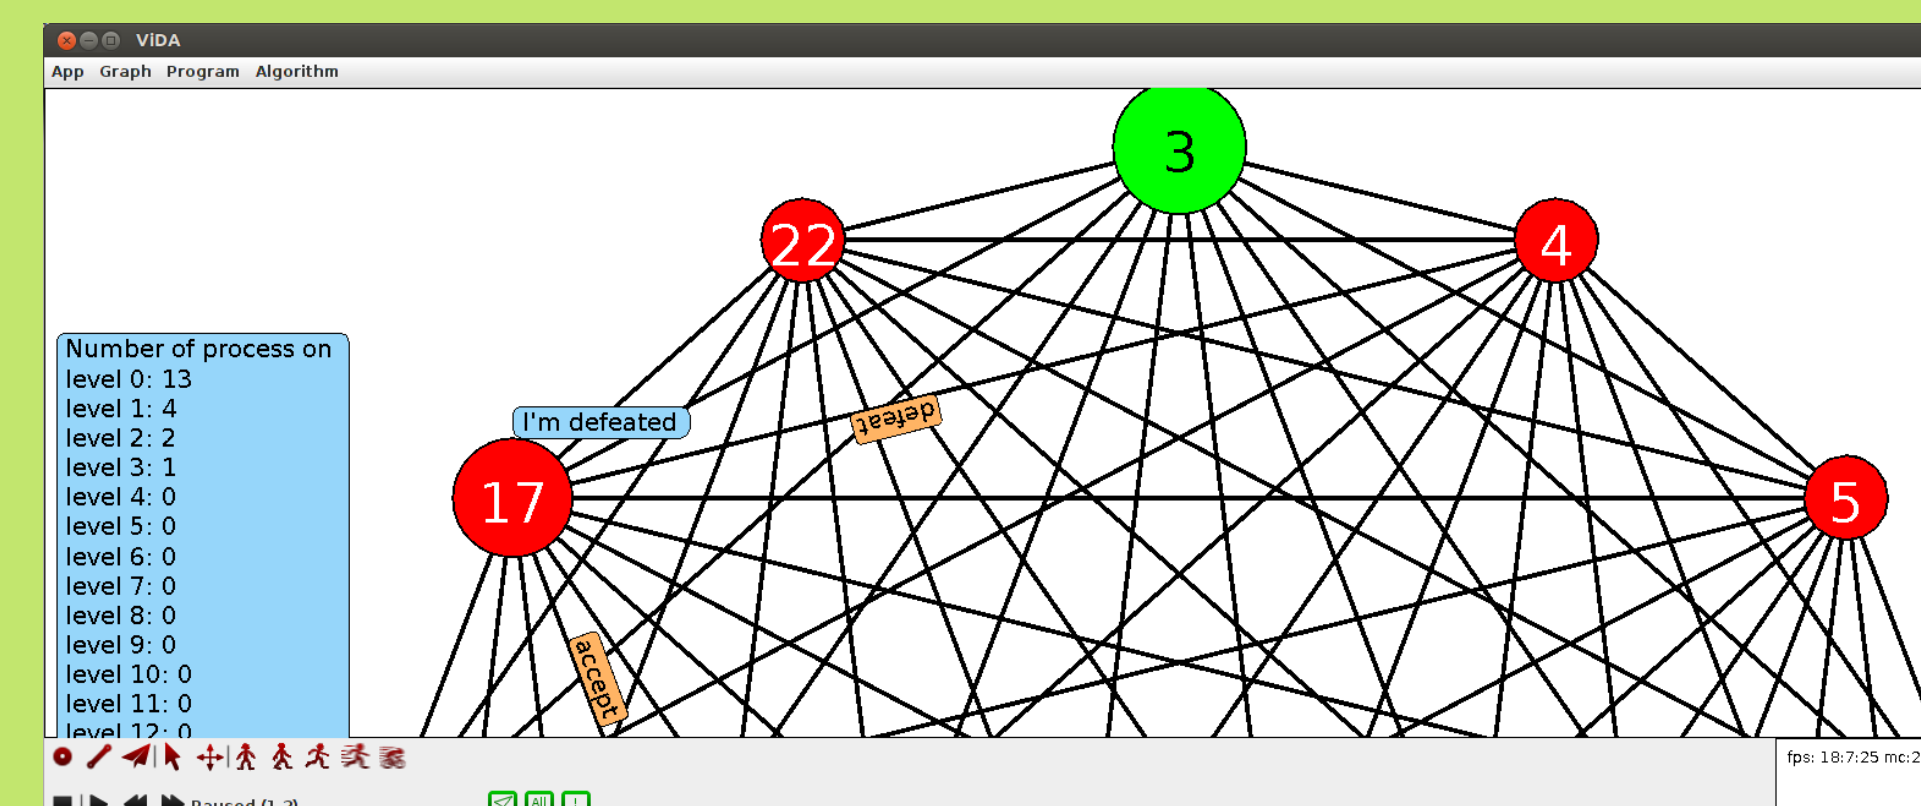 ViDA
App Graph Program Algorithm
3
22
4
Number of process on
level 0: 13
level 1: 4
level 2: 2
level 3: 1
level 4: 0
level 5: 0
level 6: 0
level 7: 0
level 8: 0
level 9: 0
level 10: 0
level 11: 0
level 12: 0
I'm defeated
defeat
17
5
accept
fps: 18:7:25 mc:2
Paused (1.2)
All
!